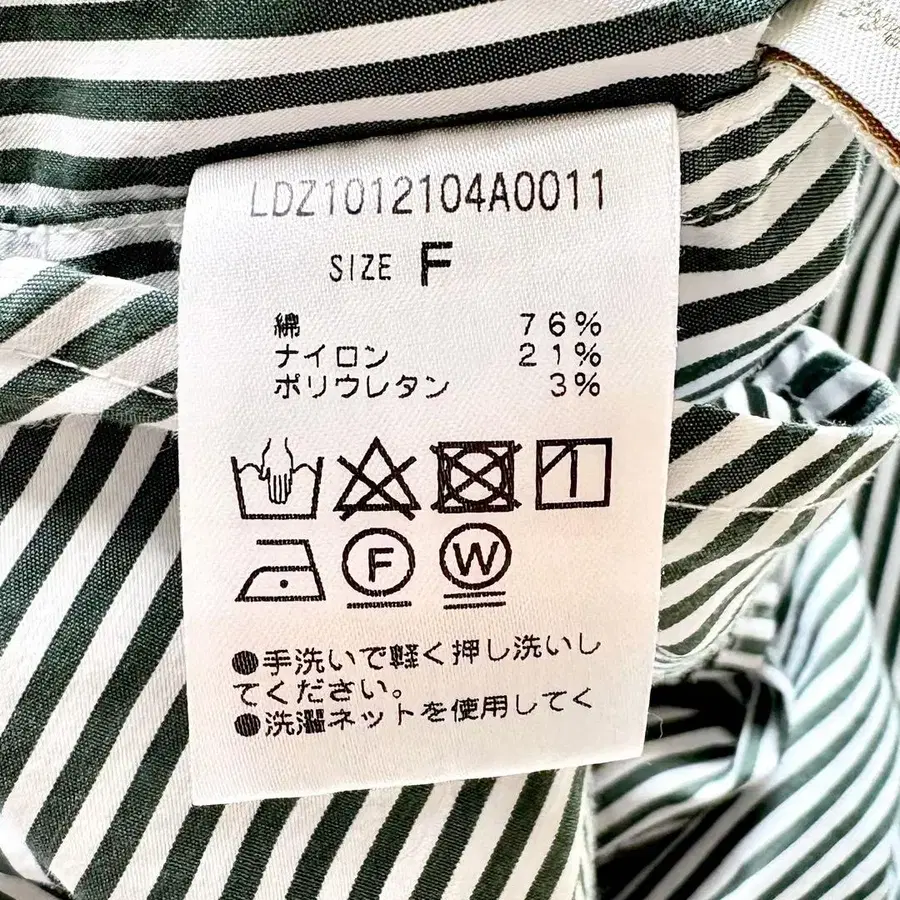 LDZ1012104A0011
SIZE F
綿 76%
ナイロン 21%
ポリウレタン 3%
F W
●手洗いで軽く押し洗いし
てください。
●洗濯ネットを使用してく